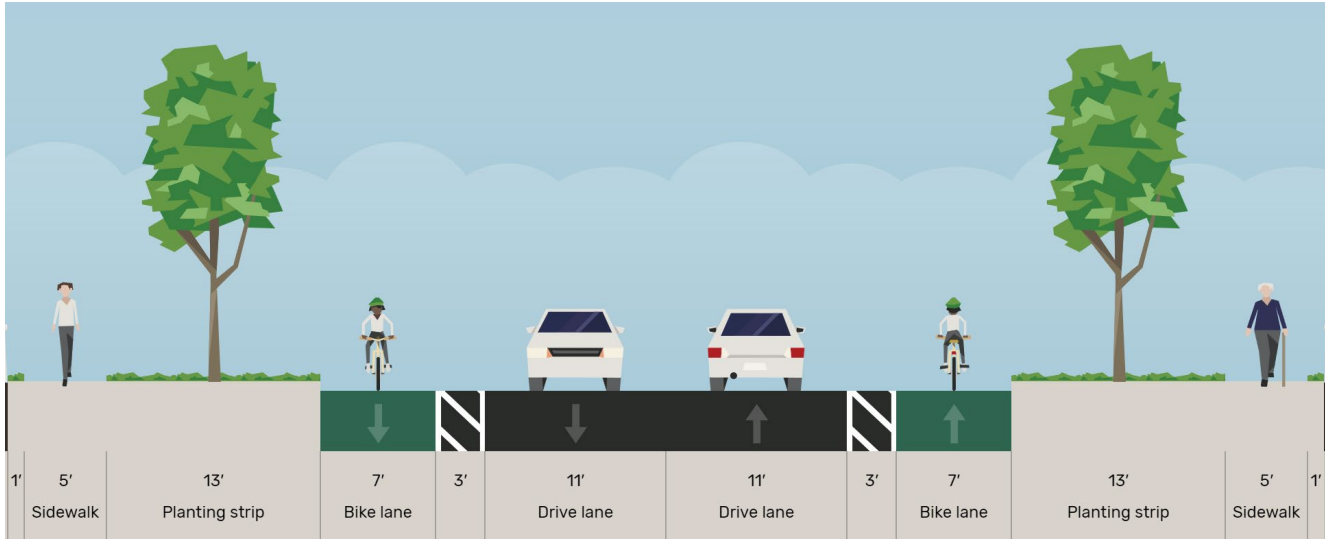 1′ 5′ 13′ 7′ 3′ 11′ 11′ 3′ 7′ 13′ 5′ 1′
Sidewalk Planting strip Bike lane Drive lane Drive lane Bike lane Planting strip Sidewalk